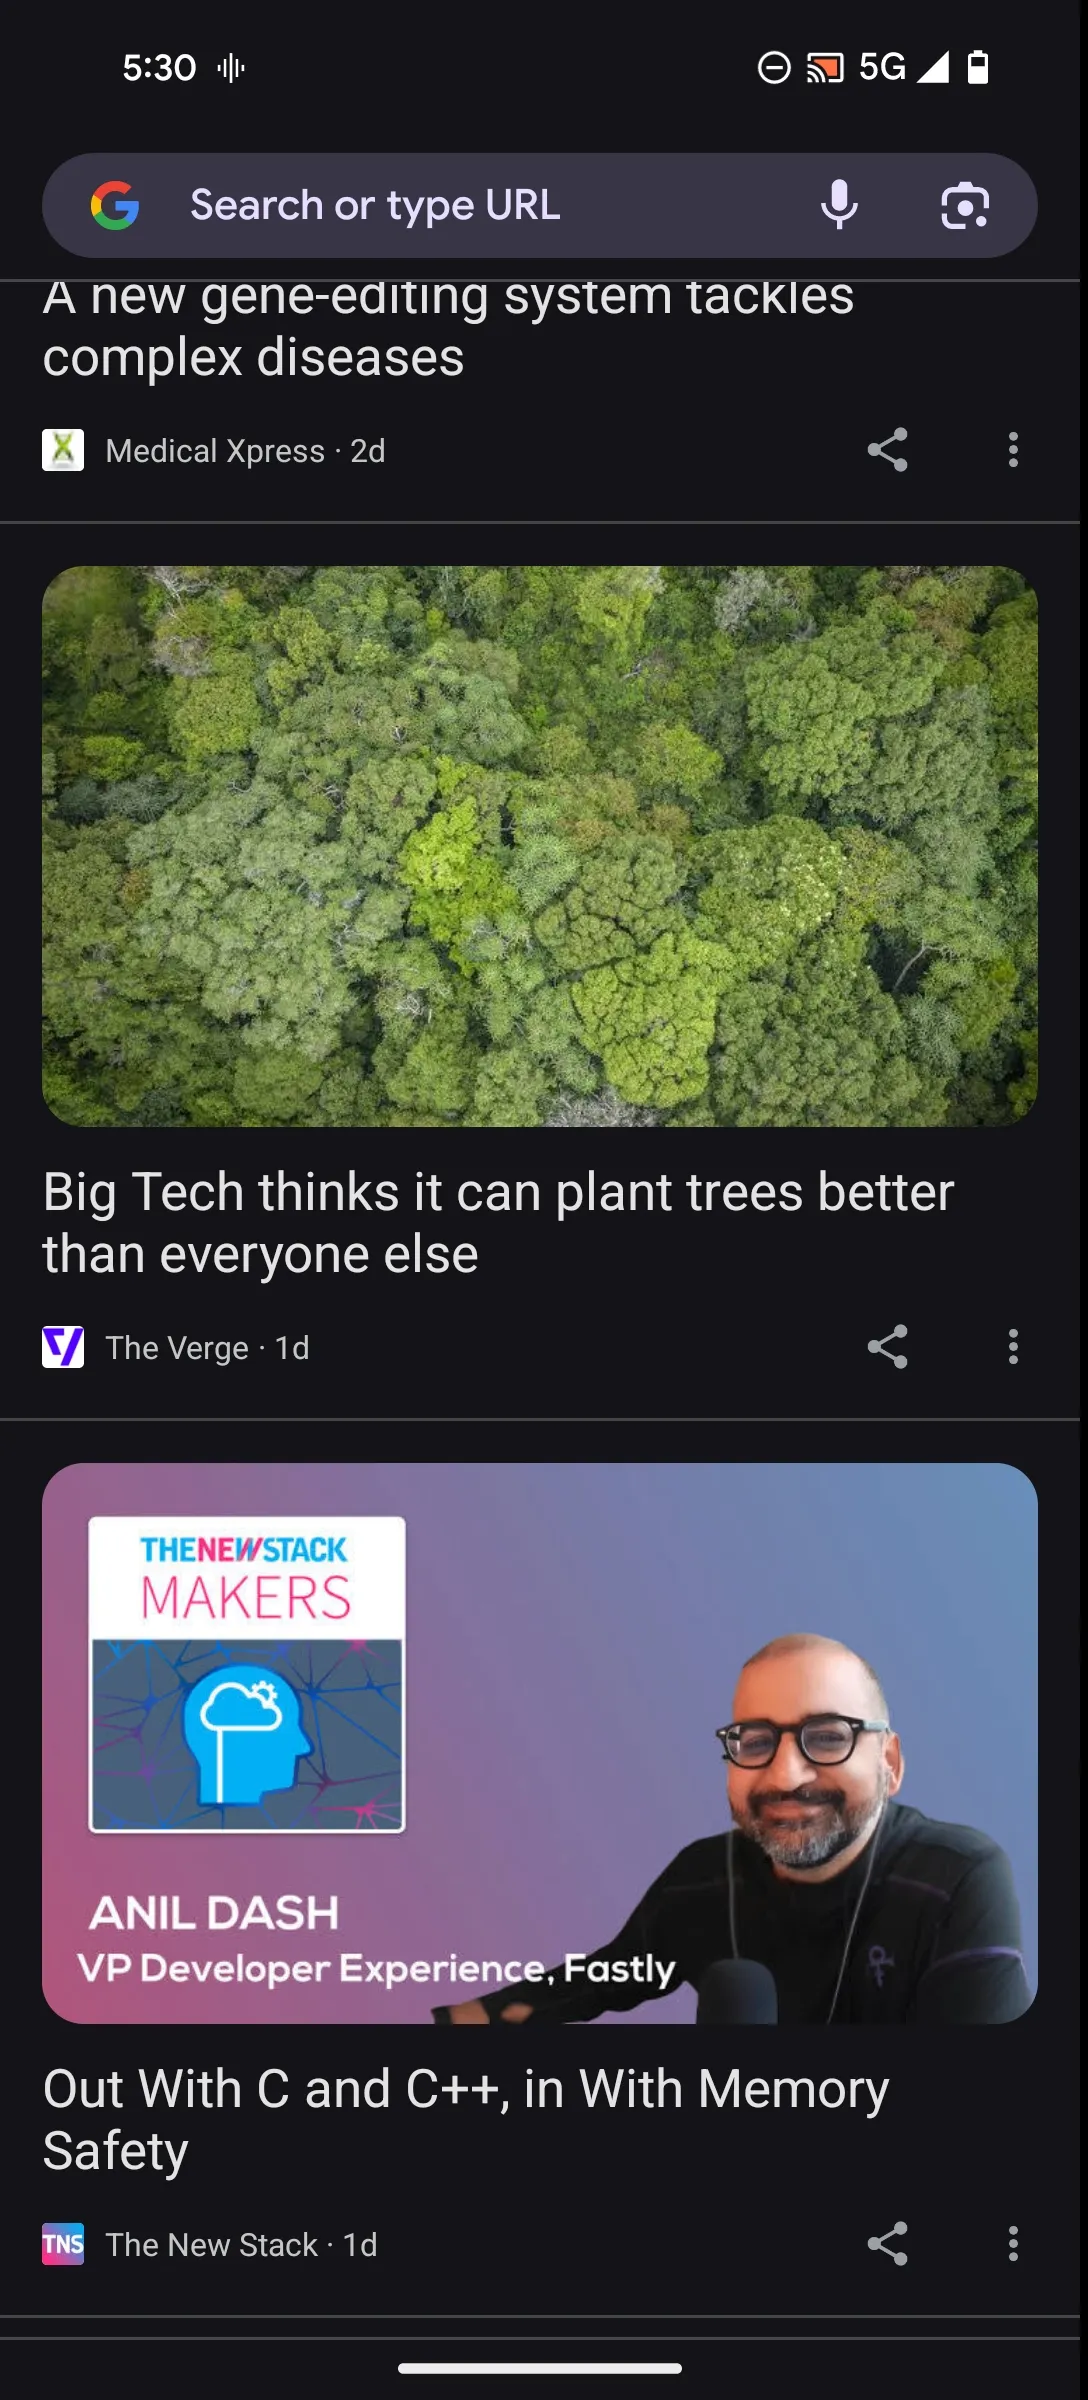 5:30
5G
Search or type URL
A new gene-editing system tackles
complex diseases
Medical Xpress · 2d
Big Tech thinks it can plant trees better
than everyone else
The Verge · 1d
THENEWSTACK
MAKERS
ANIL DASH
VP Developer Experience, Fastly
Out With C and C++, in With Memory
Safety
TNS
The New Stack · 1d